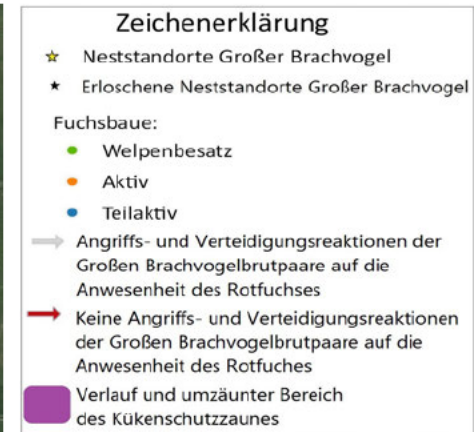 Zeichenerklärung
Neststandorte Großer Brachvogel
Erloschene Neststandorte Großer Brachvogel
Fuchsbaue:
Welpenbesatz
Aktiv
Teilaktiv
Angriffs- und Verteidigungsreaktionen der
Großen Brachvogelbrutpaare auf die
Anwesenheit des Rotfuchses
Keine Angriffs- und Verteidigungsreaktionen
der Großen Brachvogelbrutpaare auf die
Anwesenheit des Rotfuches
Verlauf und umzäunter Bereich
des Kükenschutzzaunes